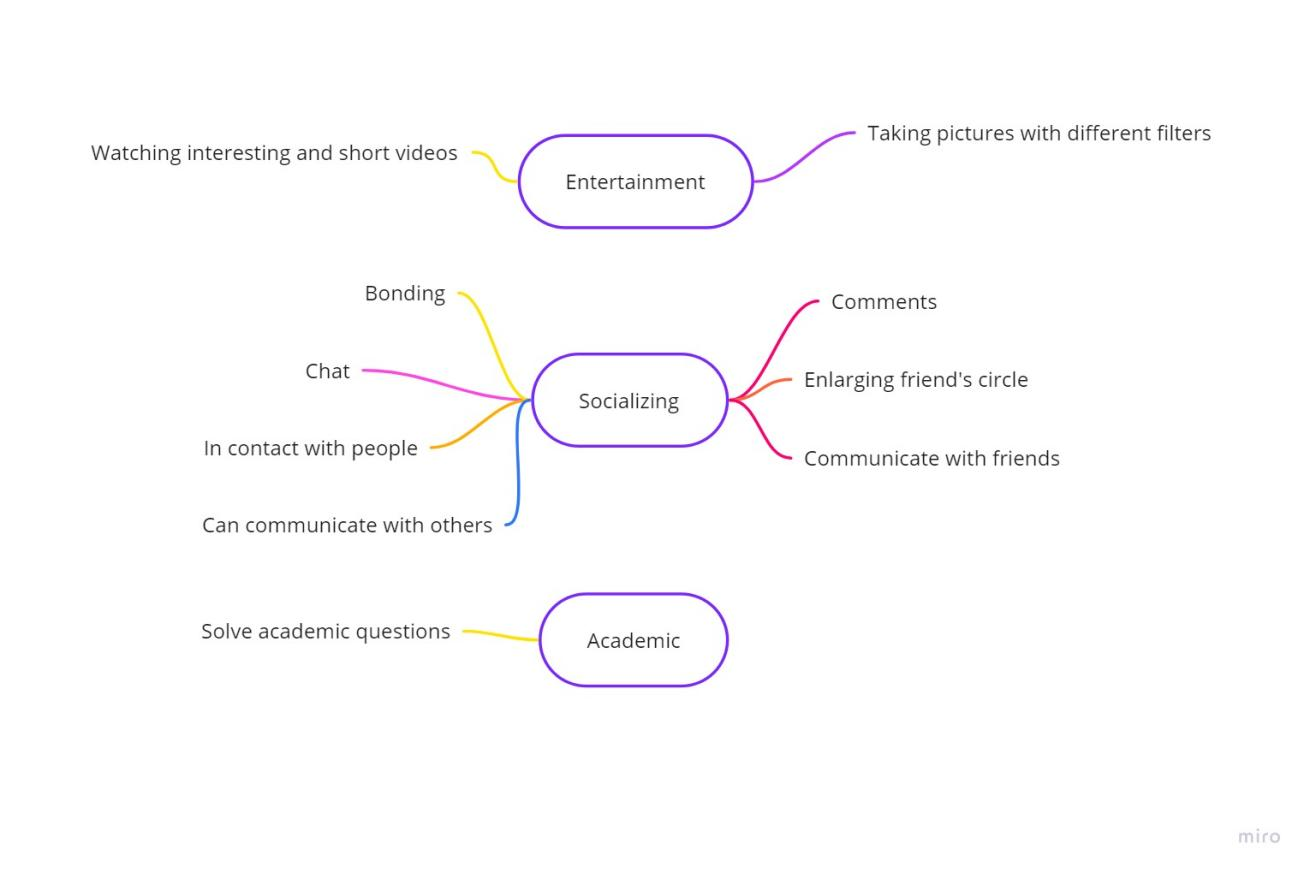 Taking pictures with different filters
Watching interesting and short videos
Entertainment
Bonding
Comments
Chat
Enlarging friend's circle
Socializing
In contact with people
Communicate with friends
Can communicate with others
Solve academic questions
Academic
miro